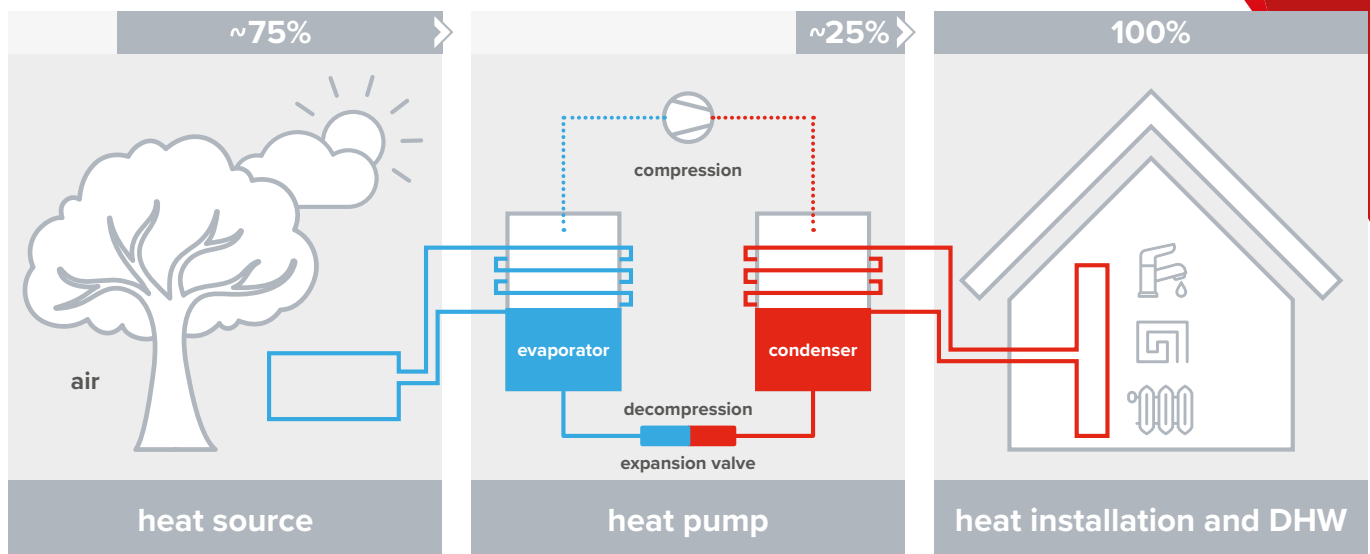 ~75%
~25%
100%
compression
air
evaporator
condenser
decompression
expansion valve
heat source
heat pump
heat installation and DHW